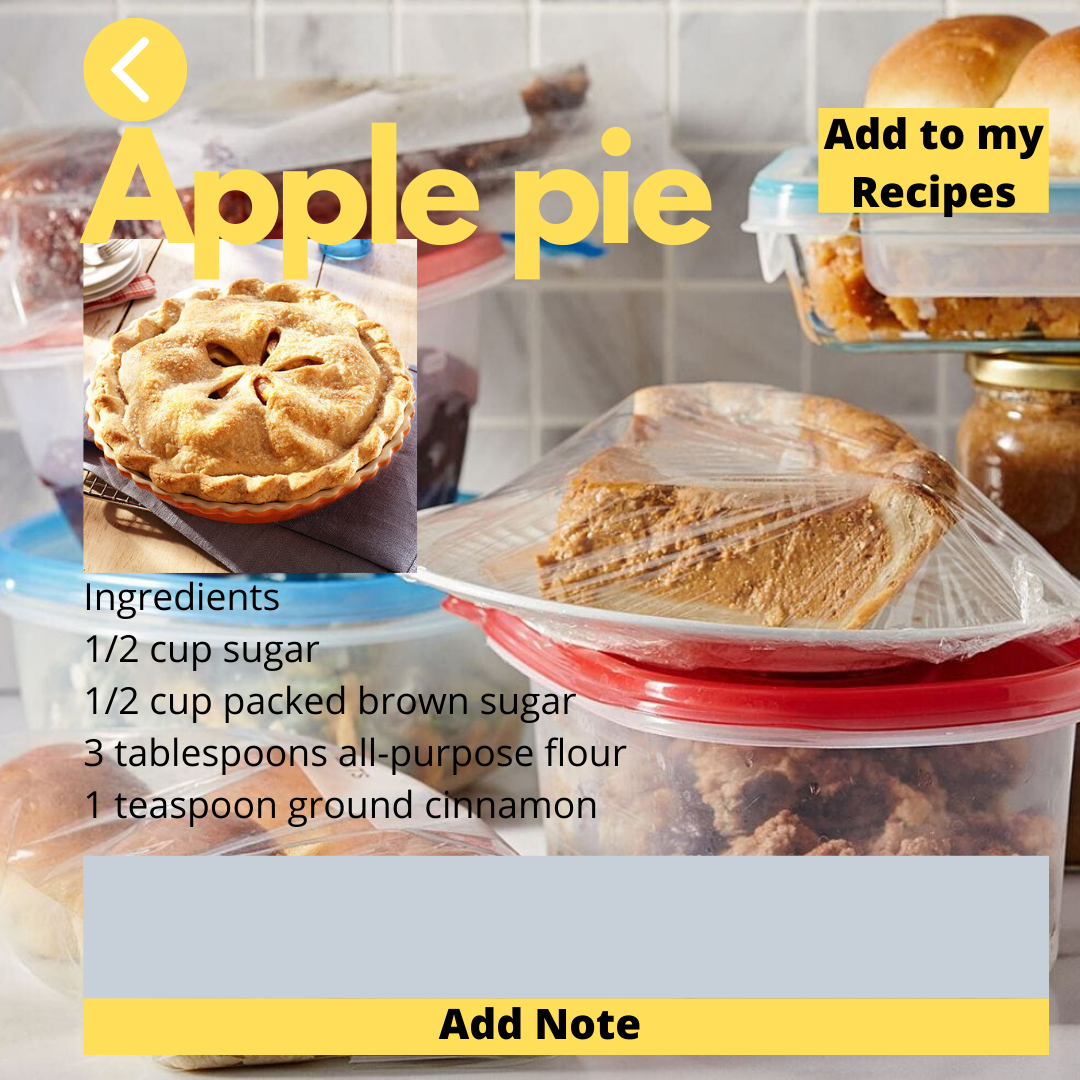 Apple pie
Add to my
Recipes
Ingredients
1/2 cup sugar
1/2 cup packed brown sugar
3 tablespoons all-purpose flour
1 teaspoon ground cinnamon
Add Note